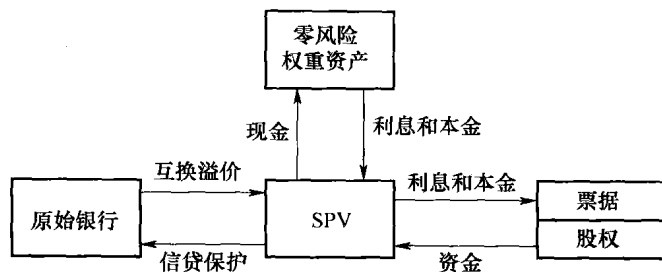 零风险
权重资产
现金
利息和本金
互换溢价
利息和本金
原始银行
SPV
票据
股权
信贷保护
资金